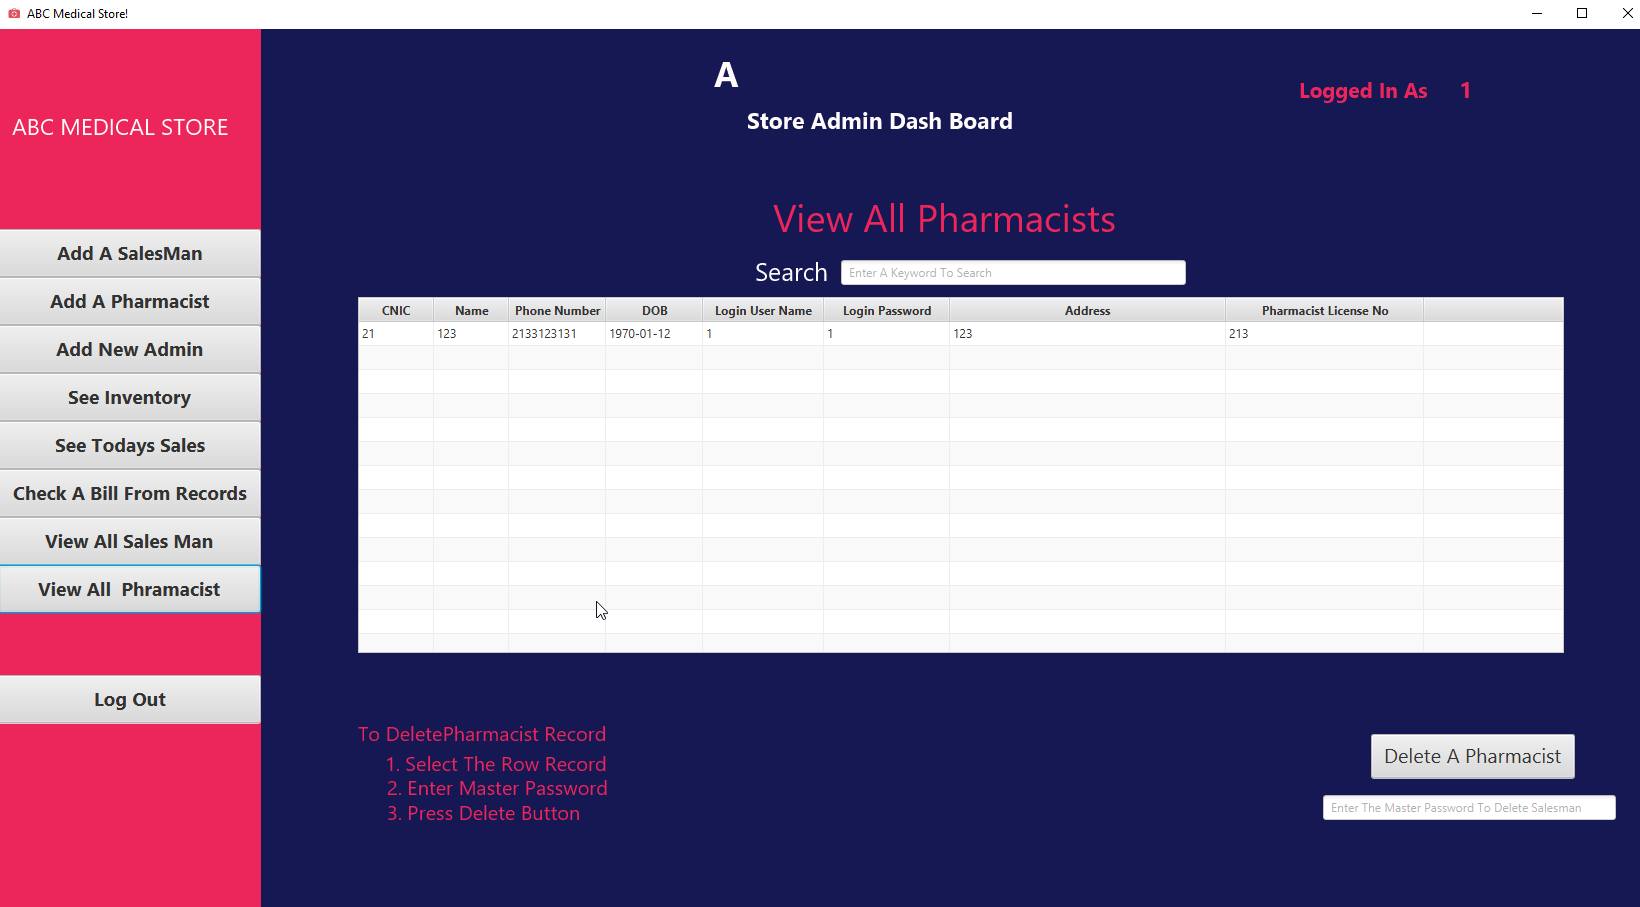 ABC Medical Store!
ABC MEDICAL STORE
Add A SalesMan
Add A Pharmacist
Add New Admin
See Inventory
See Todays Sales
Check A Bill From Records
View All Sales Man
View All  Phramacist
Log Out
A
Store Admin Dash Board
Logged In As 1
View All Pharmacists
Search Enter A Keyword To Search
CNIC Name Phone Number DOB Login User Name Login Password Address Pharmacist License No
21 123 2133123131 1970-01-12 1 1 123 213
To DeletePharmacist Record
1. Select The Row Record
2. Enter Master Password
3. Press Delete Button
Delete A Pharmacist
Enter The Master Password To Delete Salesman